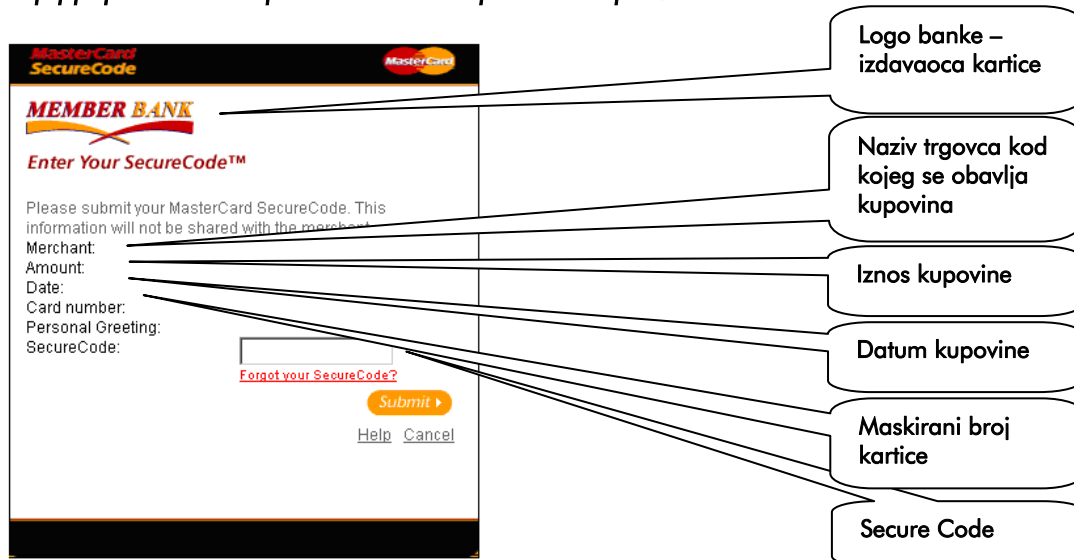 MasterCard
SecureCode
MasterCard
MEMBER BANK
Enter Your SecureCode™
Please submit your MasterCard SecureCode. This
information will not be shared with the merchant
Merchant:
Amount:
Date:
Card number:
Personal Greeting:
SecureCode:
Forgot your SecureCode?
Submit
Help Cancel
Logo banke –
izdavaoca kartice
Naziv trgovca kod
kojeg se obavlja
kupovina
Iznos kupovine
Datum kupovine
Maskirani broj
kartice
Secure Code